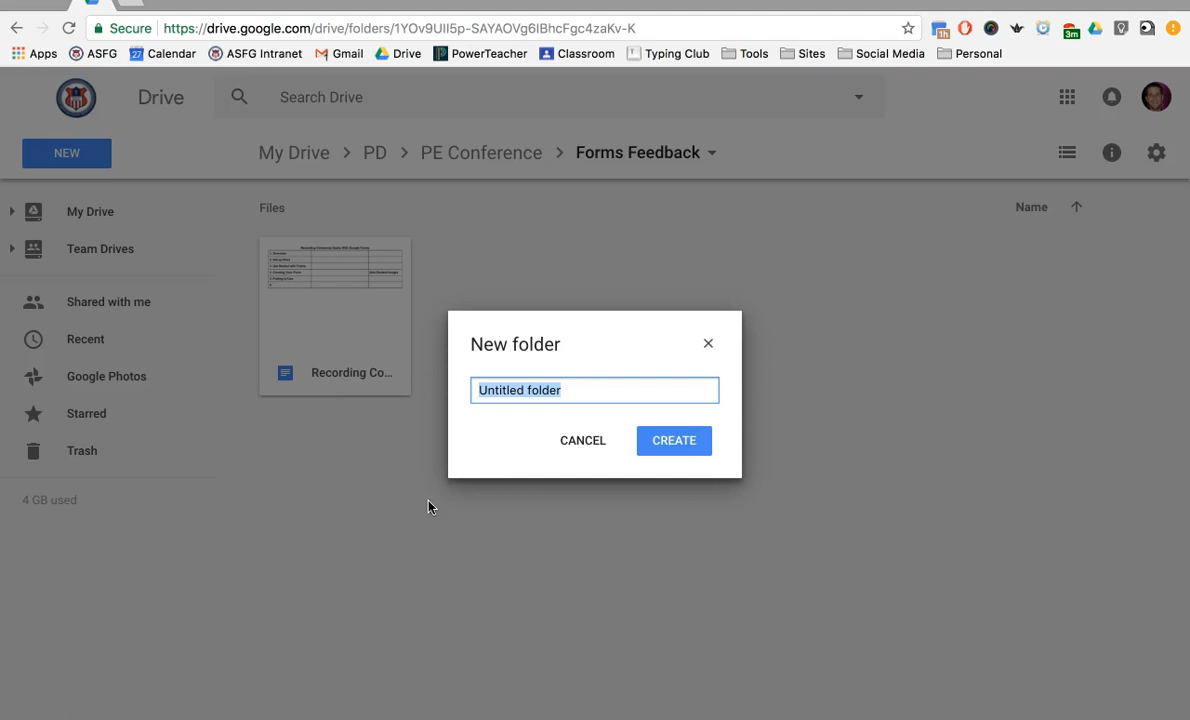 Secure https://drive.google.com/drive/folders/1YOv9UIl5p-SAYAOVg6lBhcFgc4zaKv-K
1h
3m
Apps ASFG 27 Calendar ASFG Intranet Gmail Drive PowerTeacher Classroom Typing Club Tools Sites Social Media Personal
Drive Search Drive
NEW My Drive > PD > PE Conference > Forms Feedback
My Drive
Team Drives
Shared with me
Recent
Google Photos
Starred
Trash
4 GB used
Files Name
Recording Co...
New folder
Untitled folder
CANCEL CREATE